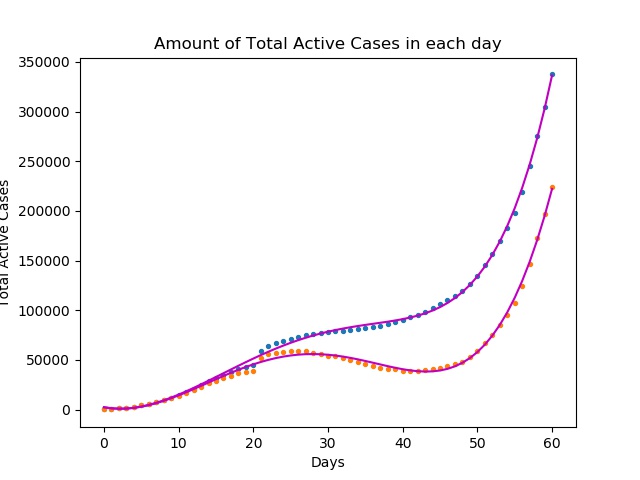 Amount of Total Active Cases in each day
350000
300000
250000
200000
150000
100000
50000
0
Total Active Cases
0 10 20 30 40 50 60
Days